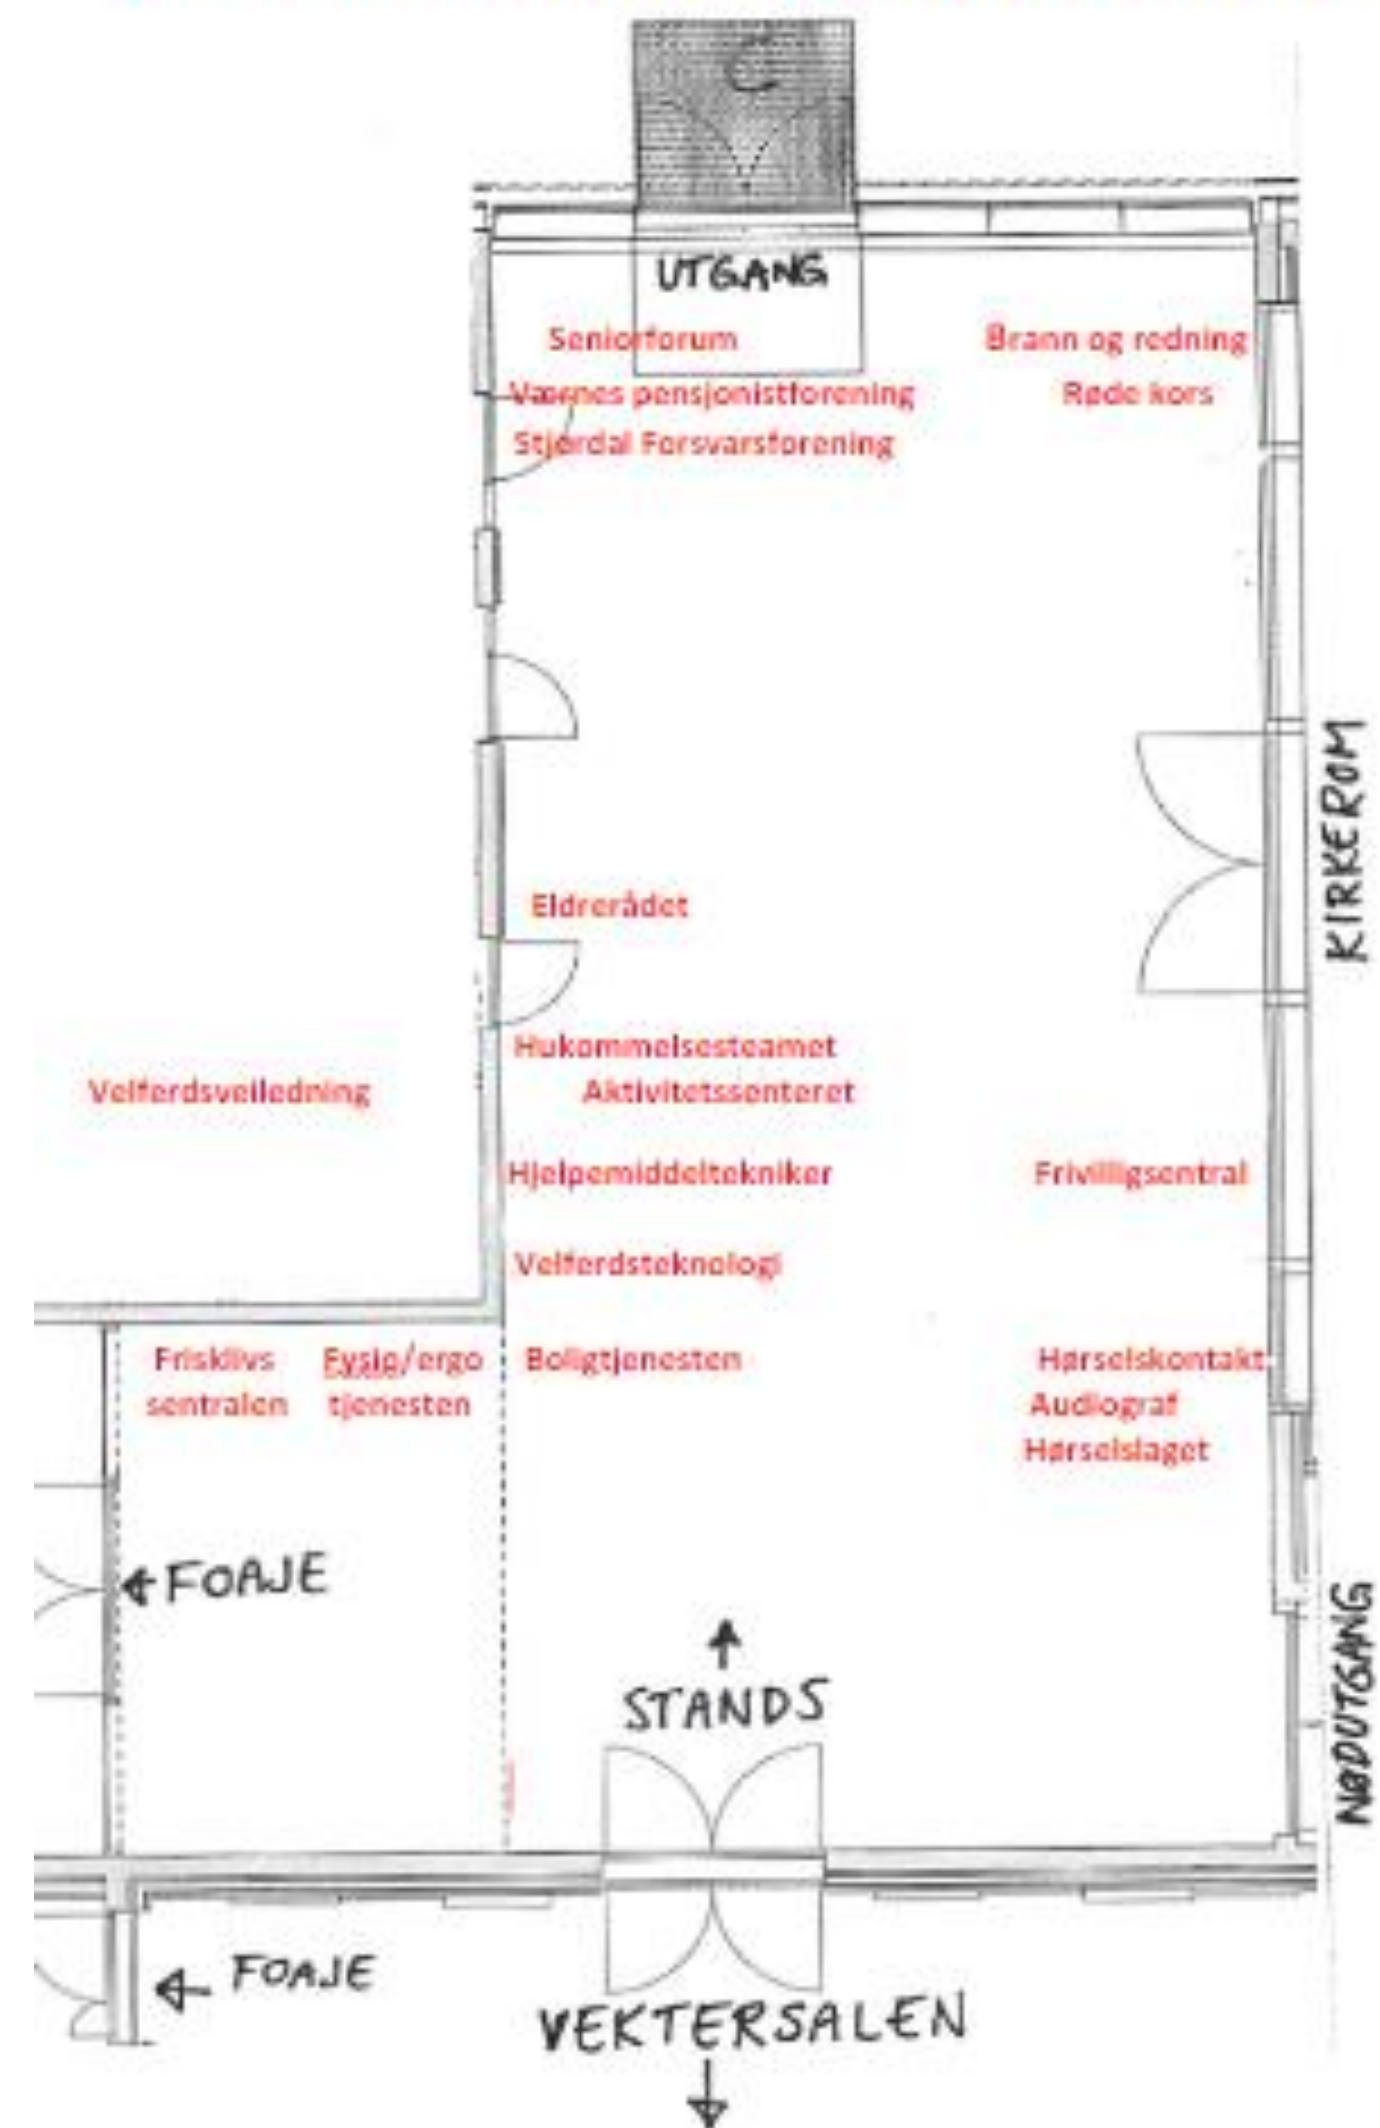 C
UTGANG
Seniorforum
Brann og redning
Værnes pensjonistforening
Røde kors
Stjørdal Forsvarsforening
KIRKEROM
Eldrerådet
Hukommelsesteamet
Velferdsveiledning
Aktivitetssenteret
Hjelpemiddeltekniker
Frivilligsentral
Velferdsteknologi
Frisklivs
sentralen
Fysio/ergo
tjenesten
Boligtjenesten
Hørselskontakt
Audiograf
Hørselslaget
FOAJE
STANDS
NØDUTGANG
FOAJE
VEKTERSALEN